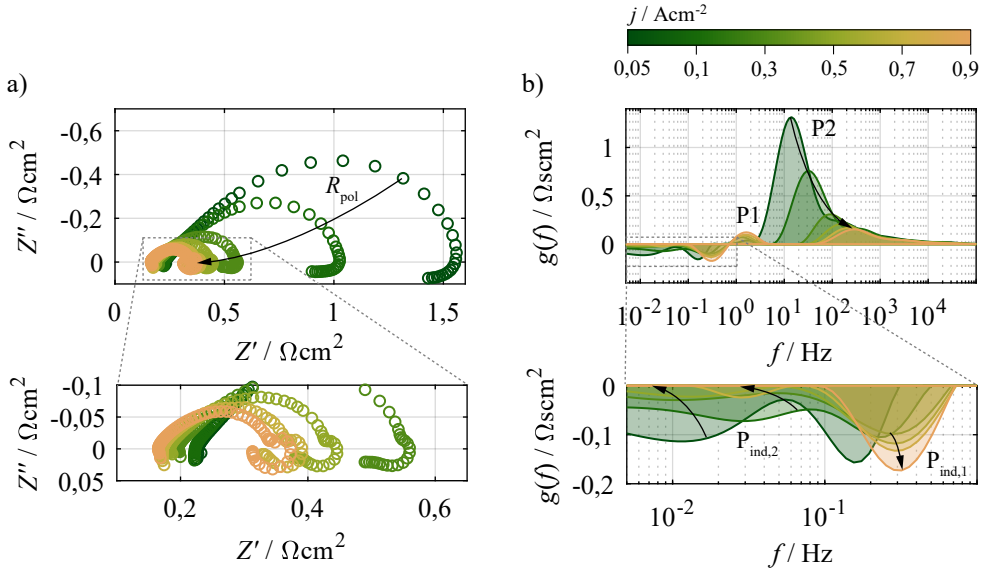 j / Acm-2
0,05 0,1 0,3 0,5 0,7 0,9
a)
b)
-0,6
-0,4
-0,2
0
Z'' / Ωcm2
Rpol
0 0,5 1 1,5
Z' / Ωcm2
1
0.5
0
g(f) / Ωscm2
P1
P2
10-2 10-1 100 101 102 103 104
f / Hz
-0,1
-0,05
0
0,05
Z'' / Ωcm2
0,2 0,4 0,6
Z' / Ωcm2
0
-0.1
-0.2
g(f) / Ωscm2
Pind,2
Pind,1
10-2 10-1
f / Hz